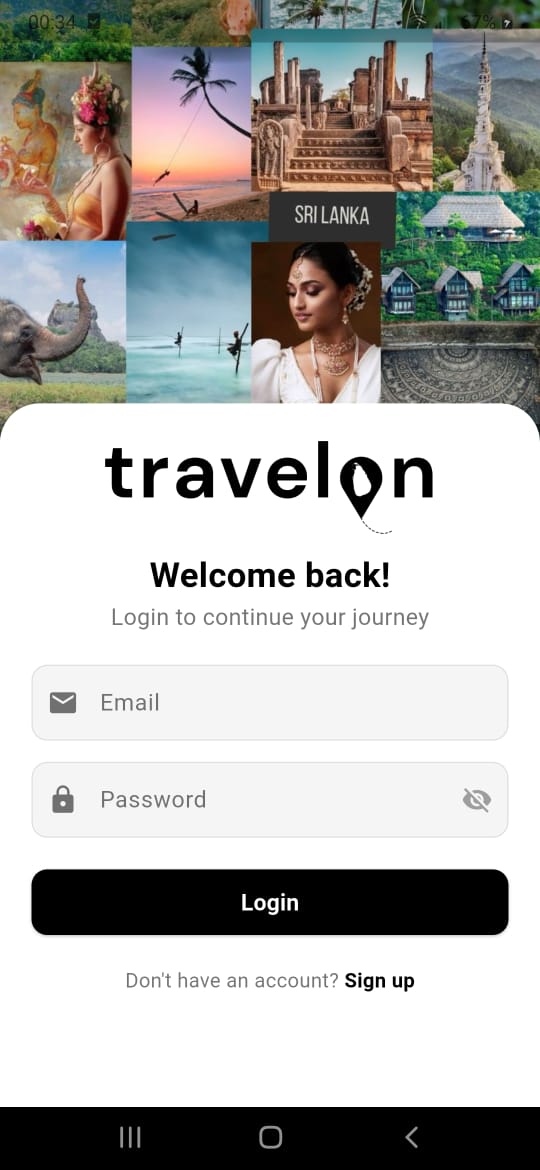 00:34
67%
SRI LANKA
travelon
Welcome back!
Login to continue your journey
Email
Password
Login
Don't have an account? Sign up